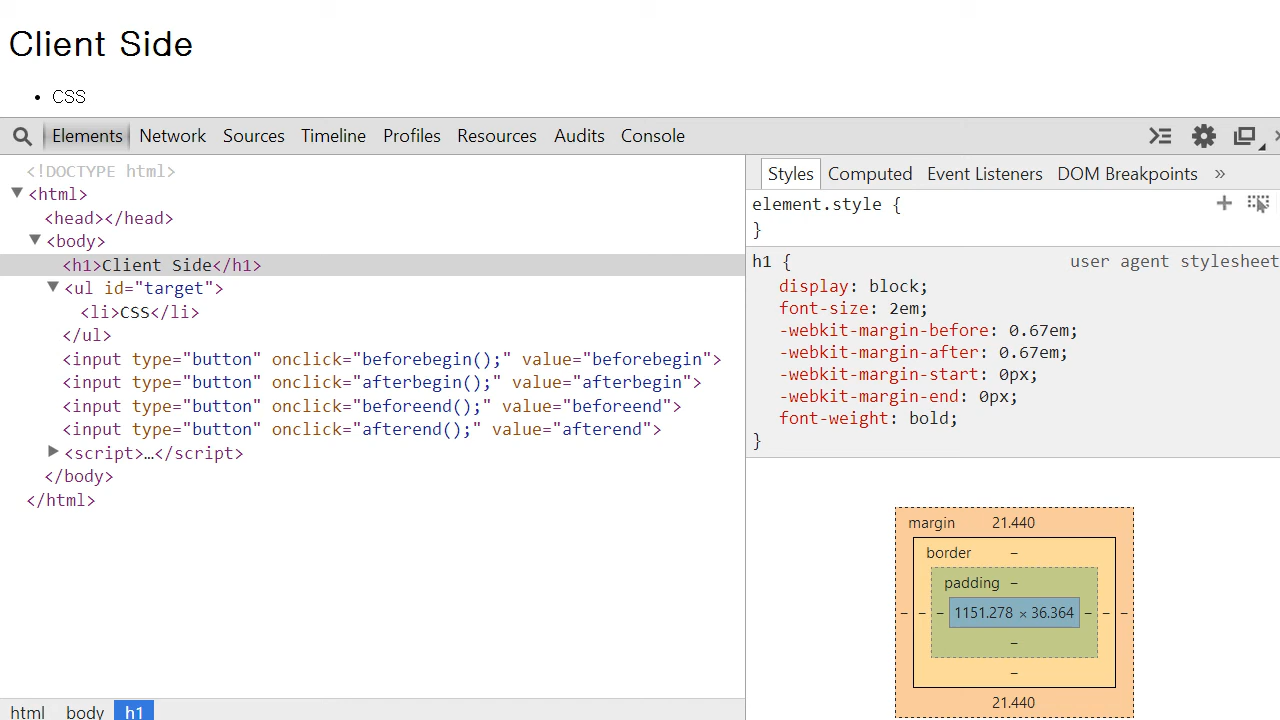 Client Side
• CSS
Elements Network Sources Timeline Profiles Resources Audits Console
<!DOCTYPE html>
<html>
<head></head>
<body>
<h1>Client Side</h1>
<ul id="target">
<li>CSS</li>
</ul>
<input type="button" onclick="beforebegin();" value="beforebegin">
<input type="button" onclick="afterbegin();" value="afterbegin">
<input type="button" onclick="beforeend();" value="beforeend">
<input type="button" onclick="afterend();" value="afterend">
<script>…</script>
</body>
</html>
html body h1
Styles Computed Event Listeners DOM Breakpoints »
element.style {
}
h1 { user agent stylesheet
display: block;
font-size: 2em;
-webkit-margin-before: 0.67em;
-webkit-margin-after: 0.67em;
-webkit-margin-start: 0px;
-webkit-margin-end: 0px;
font-weight: bold;
}
margin 21.440
border –
padding –
– – – 1151.278 × 36.364 – – –
–
–
21.440